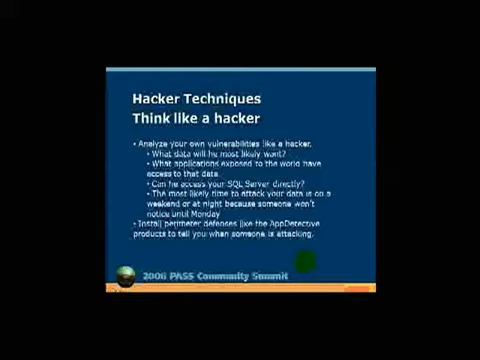 Hacker Techniques
Think like a hacker
• Analyze your own vulnerabilities like a hacker.
• What data will he most likely want?
• What applications exposed to the world have
access to that data.
• Can he access your SQL Server directly?
• The most likely time to attack your data is on a
weekend or at night because someone won't
notice until Monday
• Install perimeter defenses like the AppDetective
products to tell you when someone is attacking.
2006 PASS Community Summit